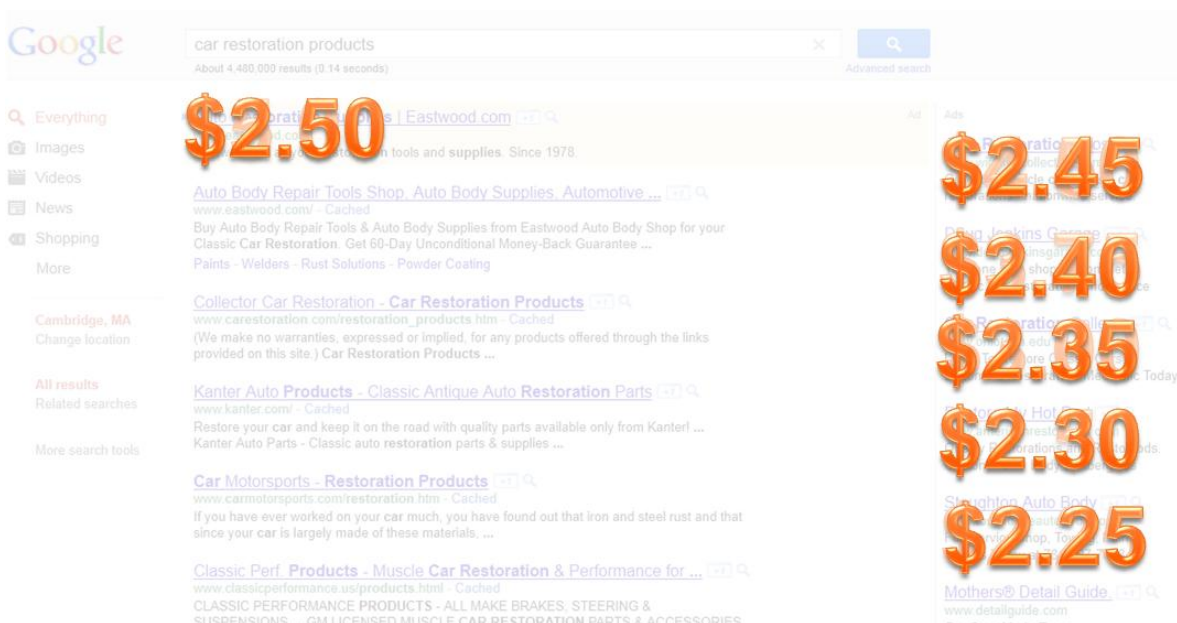 Google
car restoration products
About 4,480,000 results (0.14 seconds)
Advanced search
Everything
Images
Videos
News
Shopping
More
Cambridge, MA
Change location
All results
Related searches
More search tools
$2.50
| Eastwood.com
Ad
tools and supplies. Since 1978.
Auto Body Repair Tools Shop, Auto Body Supplies, Automotive ...
www.eastwood.com/ - Cached
Buy Auto Body Repair Tools & Auto Body Supplies from Eastwood Auto Body Shop for your
Classic Car Restoration. Get 60-Day Unconditional Money-Back Guarantee ...
Paints - Welders - Rust Solutions - Powder Coating
Collector Car Restoration - Car Restoration Products
www.carestoration.com/restoration_products.htm - Cached
(We make no warranties, expressed or implied, for any products offered through the links
provided on this site.) Car Restoration Products ...
Kanter Auto Products - Classic Antique Auto Restoration Parts
www.kanter.com/ - Cached
Restore your car and keep it on the road with quality parts available only from Kanter! ...
Kanter Auto Parts - Classic auto restoration parts & supplies ...
Car Motorsports - Restoration Products
www.carmotorsports.com/restoration.htm - Cached
If you have ever worked on your car much, you have found out that iron and steel rust and that
since your car is largely made of these materials, ...
Classic Perf. Products - Muscle Car Restoration & Performance for ...
www.classicperformance.us/products.html - Cached
CLASSIC PERFORMANCE PRODUCTS - ALL MAKE BRAKES, STEERING &
SUSPENSIONS ... GM LICENSED MUSCLE CAR RESTORATION PARTS & ACCESSORIES
Ads
$2.45
$2.40
$2.35
Today
$2.30
Stoughton Auto Body
$2.25
Mothers® Detail Guide.
www.detailguide.com